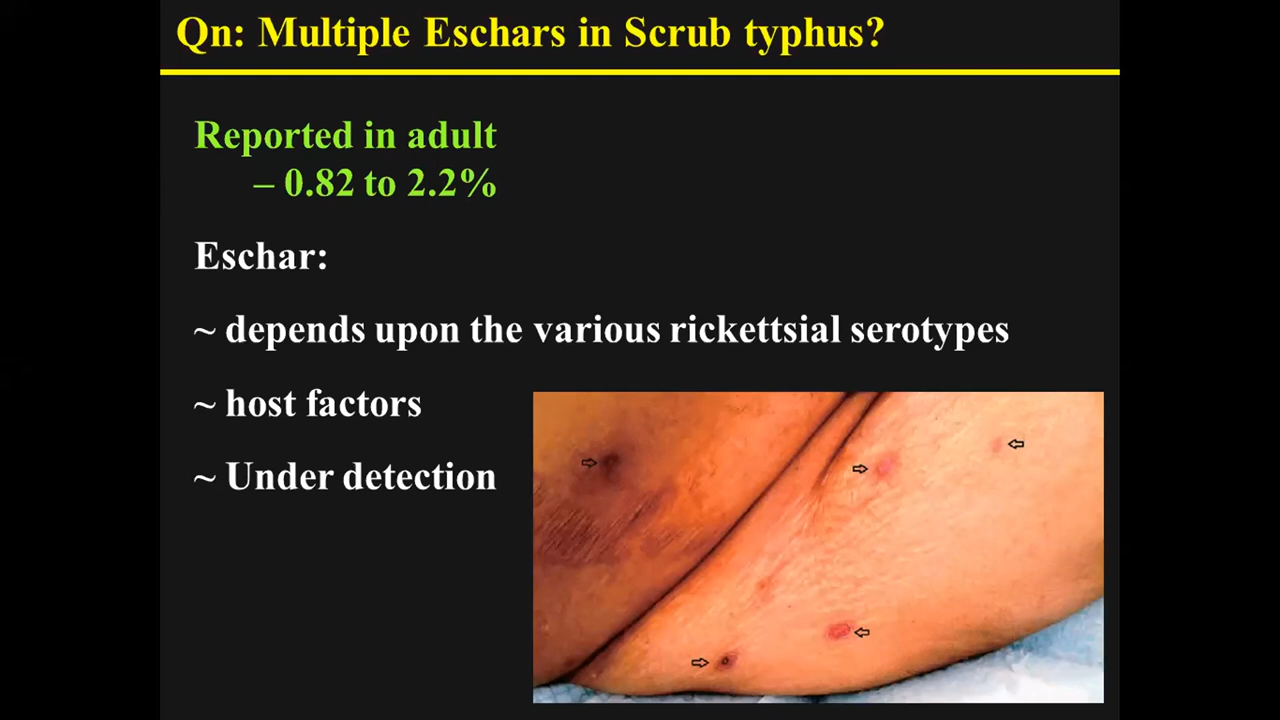 Qn: Multiple Eschars in Scrub typhus?
Reported in adult
– 0.82 to 2.2%
Eschar:
~ depends upon the various rickettsial serotypes
~ host factors
~ Under detection